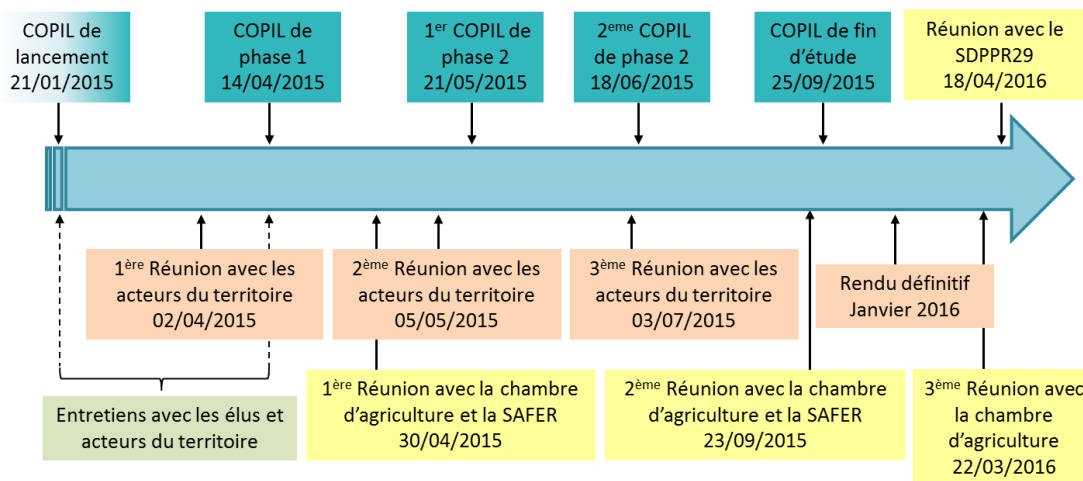 COPIL de
lancement
21/01/2015
COPIL de
phase 1
14/04/2015
1er COPIL de
phase 2
21/05/2015
2eme COPIL
de phase 2
18/06/2015
COPIL de fin
d'étude
25/09/2015
Réunion avec le
SDPPR29
18/04/2016
1ère Réunion avec les
acteurs du territoire
02/04/2015
2ème Réunion avec les
acteurs du territoire
05/05/2015
3ème Réunion avec les
acteurs du territoire
03/07/2015
Rendu définitif
Janvier 2016
Entretiens avec les élus et
acteurs du territoire
1ère Réunion avec la chambre
d'agriculture et la SAFER
30/04/2015
2ème Réunion avec la chambre
d'agriculture et la SAFER
23/09/2015
3ème Réunion avec
la chambre
d'agriculture
22/03/2016